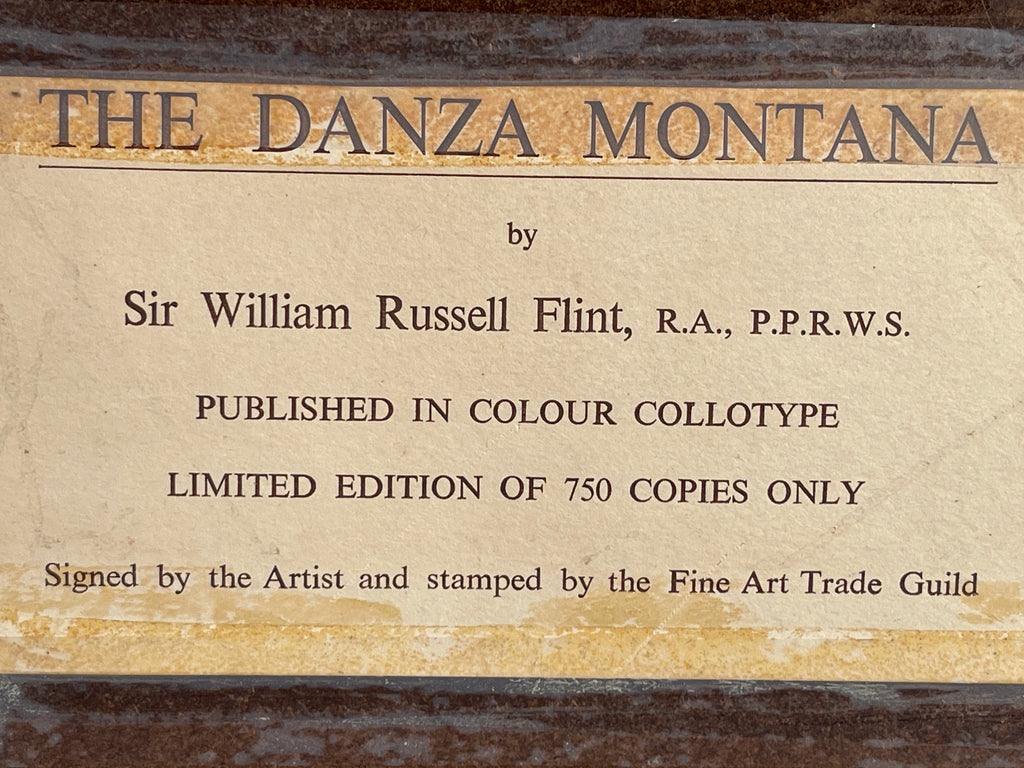 THE DANZA MONTANA
by
Sir William Russell Flint, R.A., P.P.R.W.S.
PUBLISHED IN COLOUR COLLOTYPE
LIMITED EDITION OF 750 COPIES ONLY
Signed by the Artist and stamped by the Fine Art Trade Guild